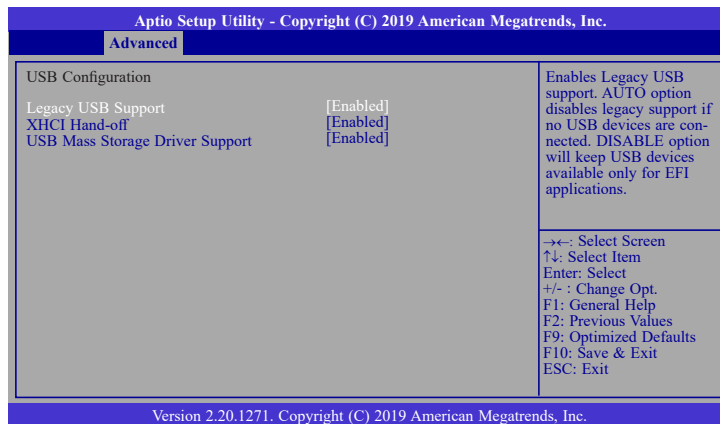 Aptio Setup Utility - Copyright (C) 2019 American Megatrends, Inc.
Advanced
USB Configuration
Legacy USB Support [Enabled]
XHCI Hand-off [Enabled]
USB Mass Storage Driver Support [Enabled]
Enables Legacy USB
support. AUTO option
disables legacy support if
no USB devices are con-
nected. DISABLE option
will keep USB devices
available only for EFI
applications.
→←: Select Screen
↑↓: Select Item
Enter: Select
+/- : Change Opt.
F1: General Help
F2: Previous Values
F9: Optimized Defaults
F10: Save & Exit
ESC: Exit
Version 2.20.1271. Copyright (C) 2019 American Megatrends, Inc.